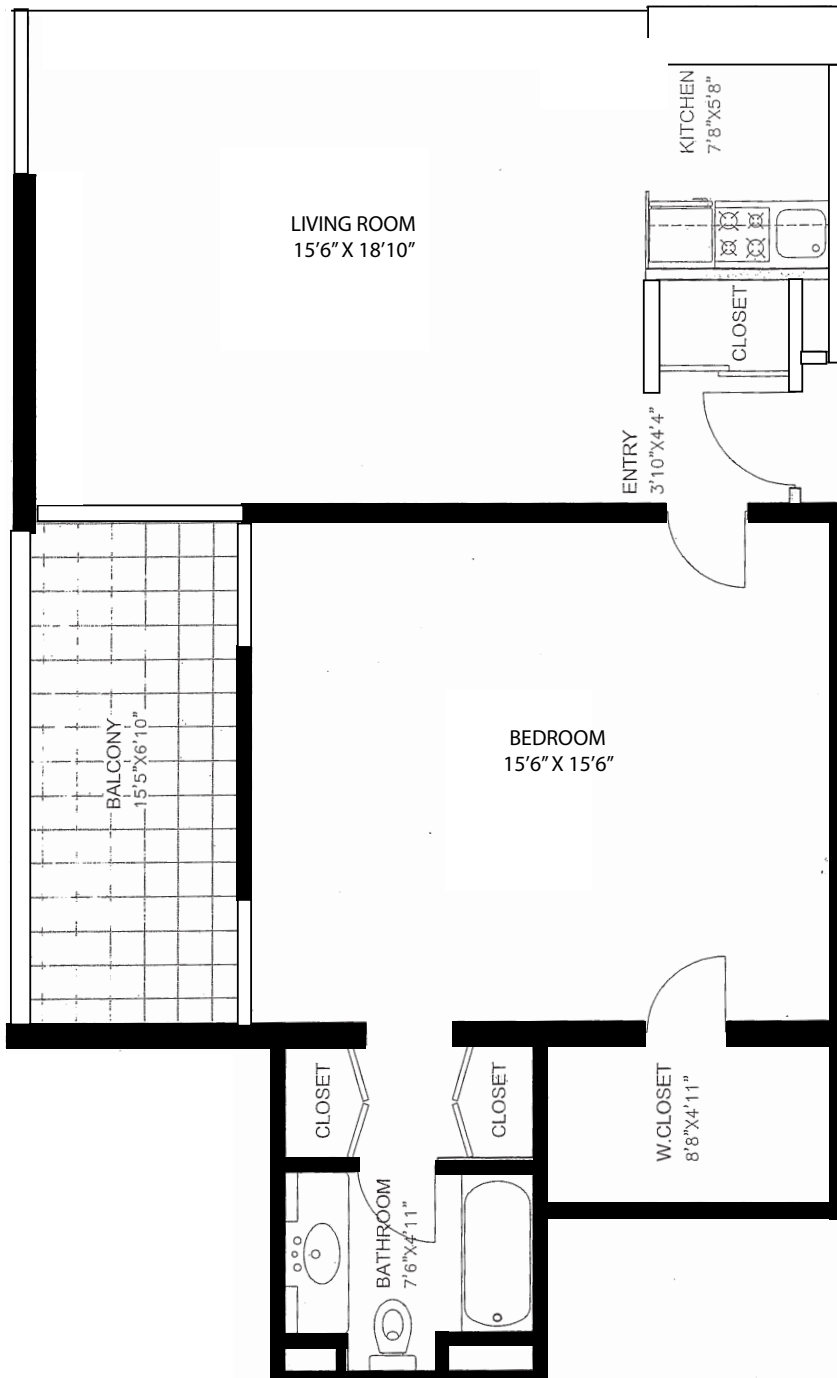 KITCHEN
7'8"X5'8"
LIVING ROOM
15'6" X 18'10"
CLOSET
ENTRY
3'10"X4'4"
BALCONY
15'5"X6'10"
BEDROOM
15'6" X 15'6"
CLOSET
CLOSET
W.CLOSET
8'8"X4'11"
BATHROOM
7'6"X4'11"